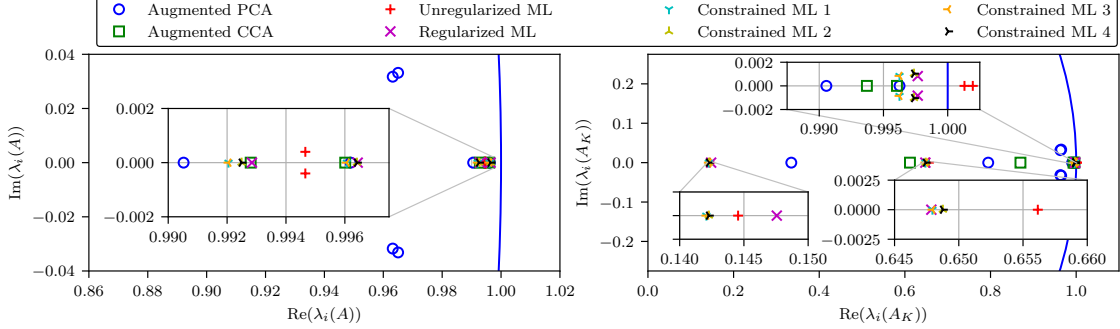 Augmented PCA Unregularized ML Constrained ML 1 Constrained ML 3
Augmented CCA Regularized ML Constrained ML 2 Constrained ML 4
0.04
0.02
0.00
−0.02
−0.04
Im(λi(A))
0.002
0.000
−0.002
0.990 0.992 0.994 0.996
0.86 0.88 0.90 0.92 0.94 0.96 0.98 1.00 1.02
Re(λi(A))
0.2
0.1
0.0
−0.1
−0.2
Im(λi(AK))
0.002
0.000
−0.002
0.990 0.995 1.000
0.140 0.145 0.150
0.0025
0.0000
−0.0025
0.645 0.650 0.655 0.660
0.0 0.2 0.4 0.6 0.8 1.0
Re(λi(AK))